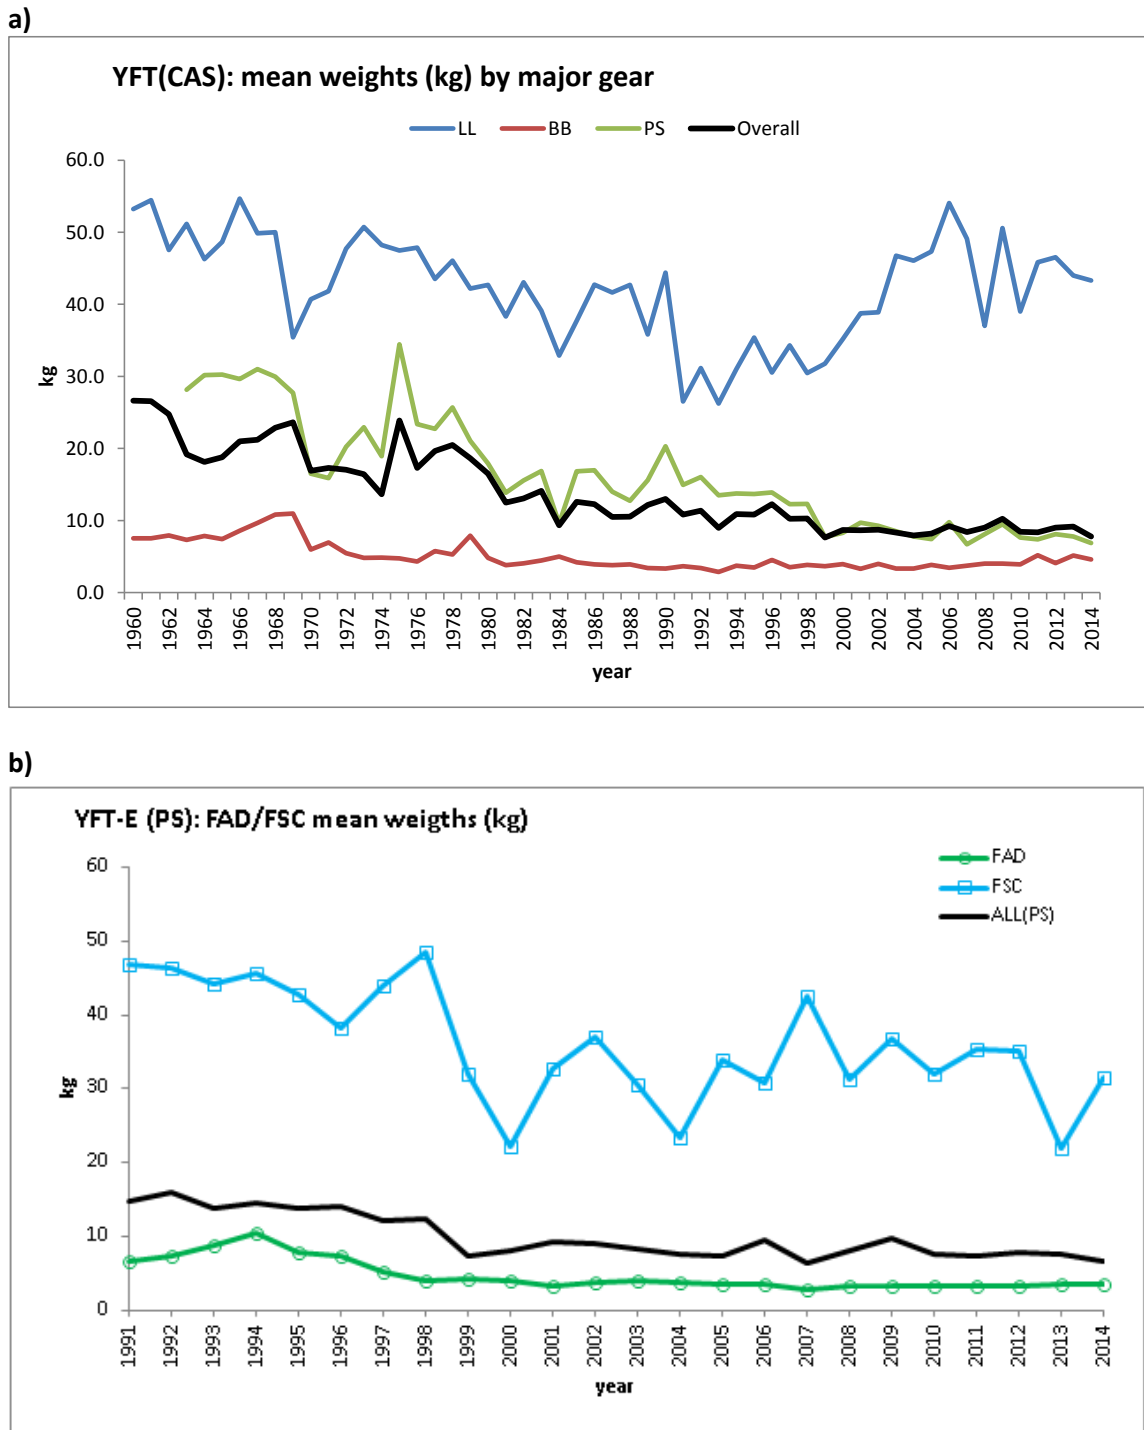 a)
YFT(CAS): mean weights (kg) by major gear
LL BB PS Overall
60.0
50.0
40.0
30.0
20.0
10.0
0.0
kg
1960 1962 1964 1966 1968 1970 1972 1974 1976 1978 1980 1982 1984 1986 1988 1990 1992 1994 1996 1998 2000 2002 2004 2006 2008 2010 2012 2014
year
b)
YFT-E (PS): FAD/FSC mean weigths (kg)
FAD
FSC
ALL(PS)
60
50
40
30
20
10
0
kg
1991 1992 1993 1994 1995 1996 1997 1998 1999 2000 2001 2002 2003 2004 2005 2006 2007 2008 2009 2010 2011 2012 2013 2014
year